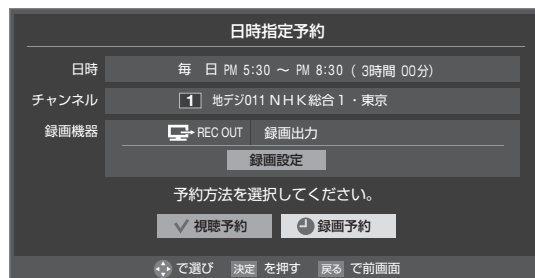 日時指定予約
日時 毎 日 PM 5:30 ～ PM 8:30 ( 3時間 00分)
チャンネル 1 地デジ011 NHK総合1・東京
録画機器 REC OUT 録画出力
録画設定
予約方法を選択してください。
視聴予約 録画予約
で選び 決定 を押す 戻る で前画面